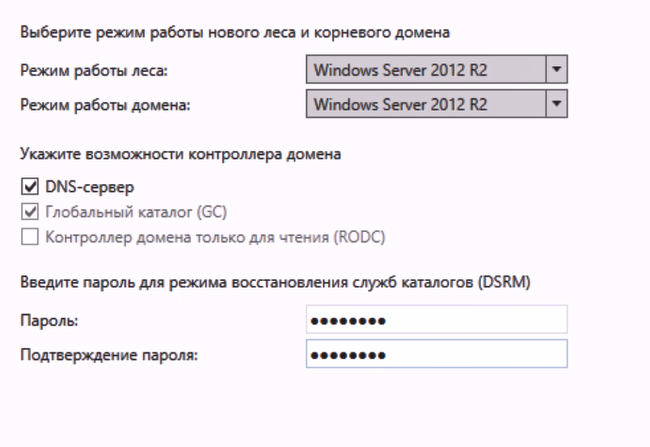 Выберите режим работы нового леса и корневого домена
Режим работы леса: Windows Server 2012 R2
Режим работы домена: Windows Server 2012 R2
Укажите возможности контроллера домена
DNS-сервер
Глобальный каталог (GC)
Контроллер домена только для чтения (RODC)
Введите пароль для режима восстановления служб каталогов (DSRM)
Пароль: ●●●●●●●●
Подтверждение пароля: ●●●●●●●●